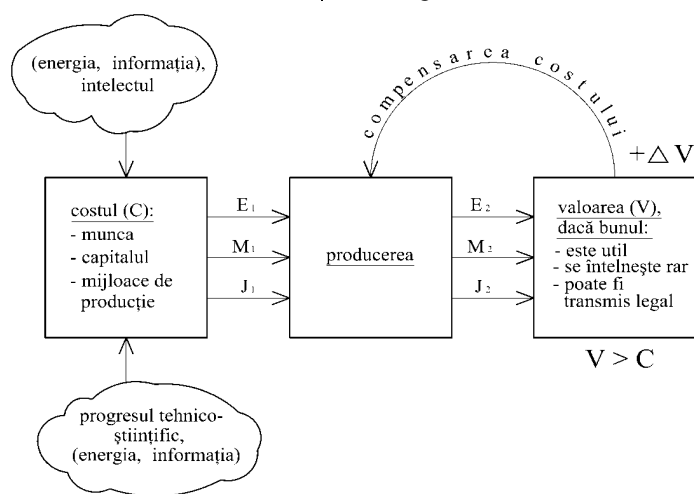 (energia, informația),
intelectul
compensarea costului
+△V
costul (C):
- munca
- capitalul
- mijloace de
producție
E₁
M₁
J₁
producerea
E₂
M₂
J₂
valoarea (V),
dacă bunul:
- este util
- se întelnește rar
- poate fi
transmis legal
V > C
progresul tehnico-
științific,
(energia, informația)